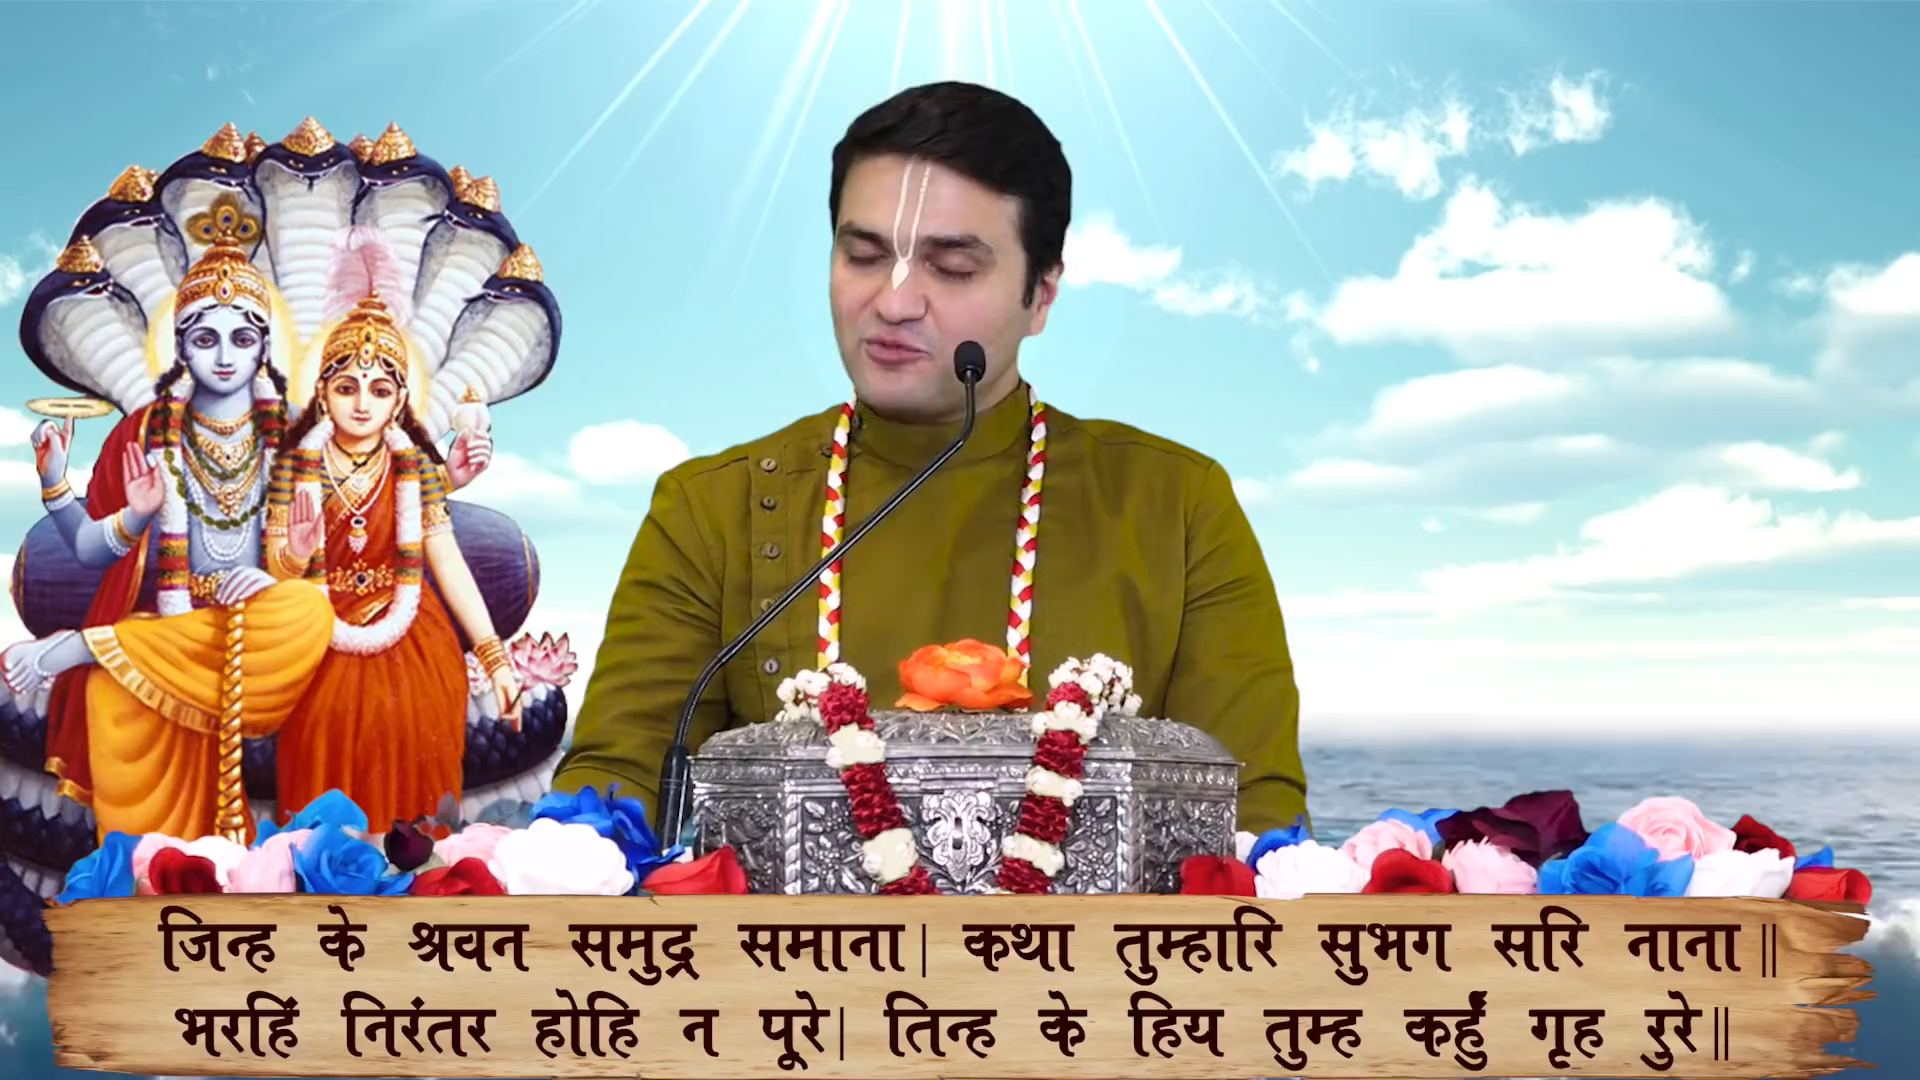 जिन्ह के श्रवन समुद्र समाना| कथा तुम्हारि सुभग सरि नाना॥
भरहिं निरंतर होहि न पूरे| तिन्ह के हिय तुम्ह कहुँ गृह रुरे॥